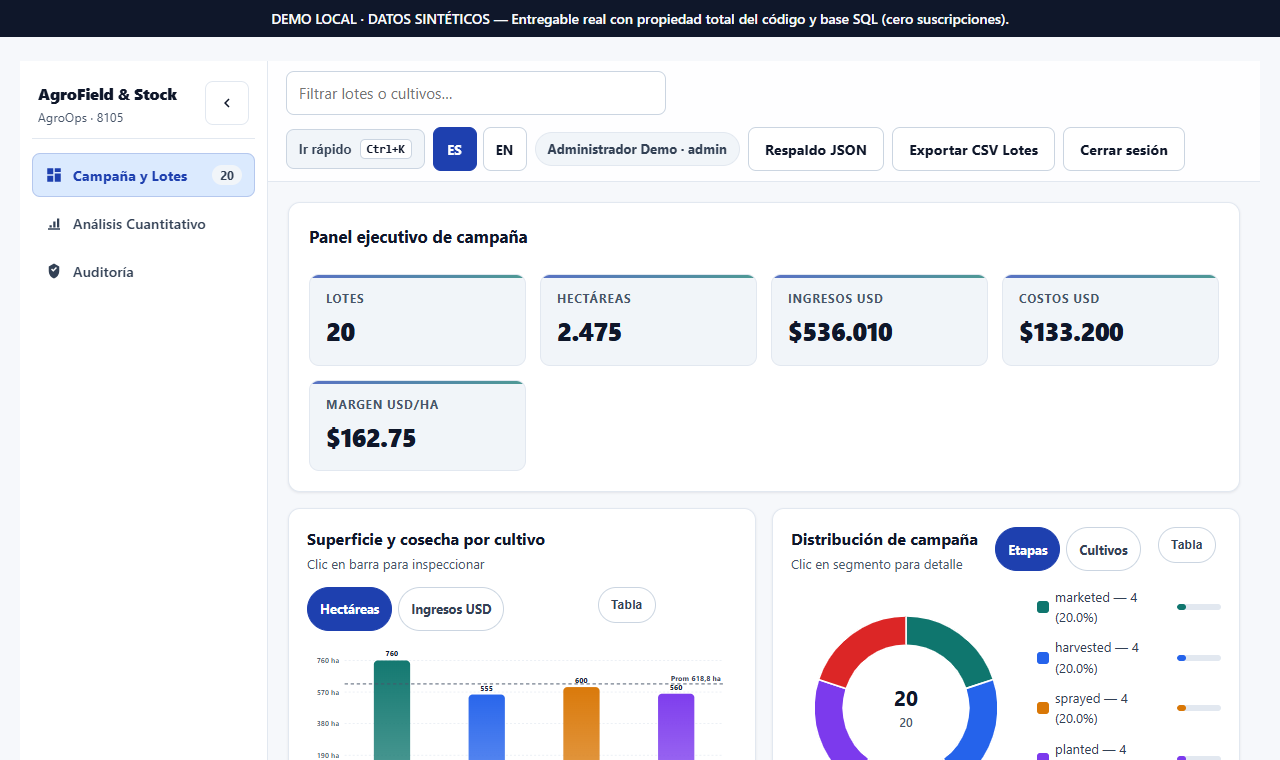 DEMO LOCAL · DATOS SINTÉTICOS — Entregable real con propiedad total del código y base SQL (cero suscripciones).
AgroField & Stock
AgroOps · 8105
Campaña y Lotes 20
Análisis Cuantitativo
Auditoría
Filtrar lotes o cultivos...
Ir rápido Ctrl+K ES EN Administrador Demo · admin Respaldo JSON Exportar CSV Lotes Cerrar sesión
Panel ejecutivo de campaña
LOTES
20
HECTÁREAS
2.475
INGRESOS USD
$536.010
COSTOS USD
$133.200
MARGEN USD/HA
$162.75
Superficie y cosecha por cultivo
Clic en barra para inspeccionar
Hectáreas Ingresos USD Tabla
760 ha
570 ha
380 ha
190 ha
760
555
600
560
Prom 618,8 ha
Distribución de campaña
Clic en segmento para detalle
Etapas Cultivos Tabla
20
20
marketed — 4
(20.0%)
harvested — 4
(20.0%)
sprayed — 4
(20.0%)
planted — 4